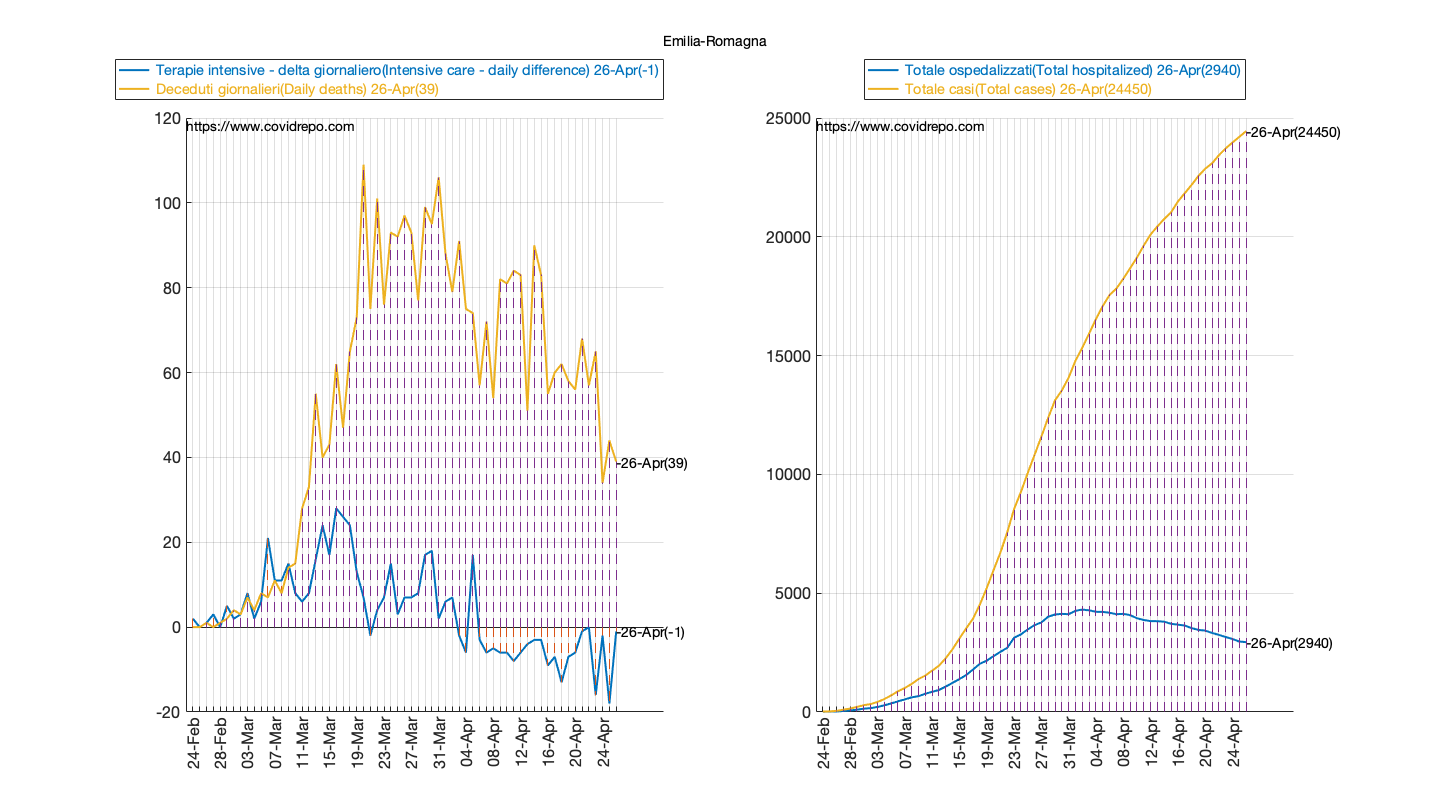 Emilia-Romagna
Terapie intensive - delta giornaliero(Intensive care - daily difference) 26-Apr(-1)
Deceduti giornalieri(Daily deaths) 26-Apr(39)
https://www.covidrepo.com
120
100
80
60
40
20
0
-20
-26-Apr(39)
-26-Apr(-1)
24-Feb
28-Feb
03-Mar
07-Mar
11-Mar
15-Mar
19-Mar
23-Mar
27-Mar
31-Mar
04-Apr
08-Apr
12-Apr
16-Apr
20-Apr
24-Apr
Totale ospedalizzati(Total hospitalized) 26-Apr(2940)
Totale casi(Total cases) 26-Apr(24450)
https://www.covidrepo.com
25000
20000
15000
10000
5000
0
-26-Apr(24450)
-26-Apr(2940)
24-Feb
28-Feb
03-Mar
07-Mar
11-Mar
15-Mar
19-Mar
23-Mar
27-Mar
31-Mar
04-Apr
08-Apr
12-Apr
16-Apr
20-Apr
24-Apr